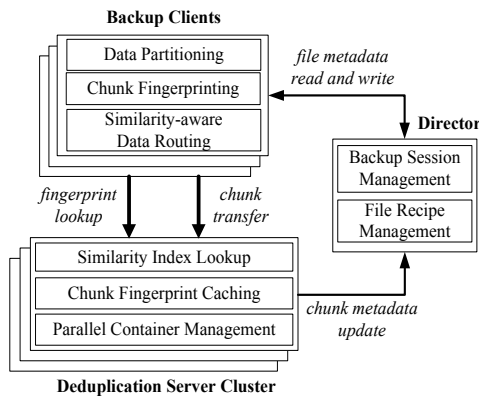 Backup Clients
Data Partitioning
Chunk Fingerprinting
Similarity-aware
Data Routing
file metadata
read and write
Director
Backup Session
Management
File Recipe
Management
fingerprint
lookup
chunk
transfer
Similarity Index Lookup
Chunk Fingerprint Caching
Parallel Container Management
chunk metadata
update
Deduplication Server Cluster